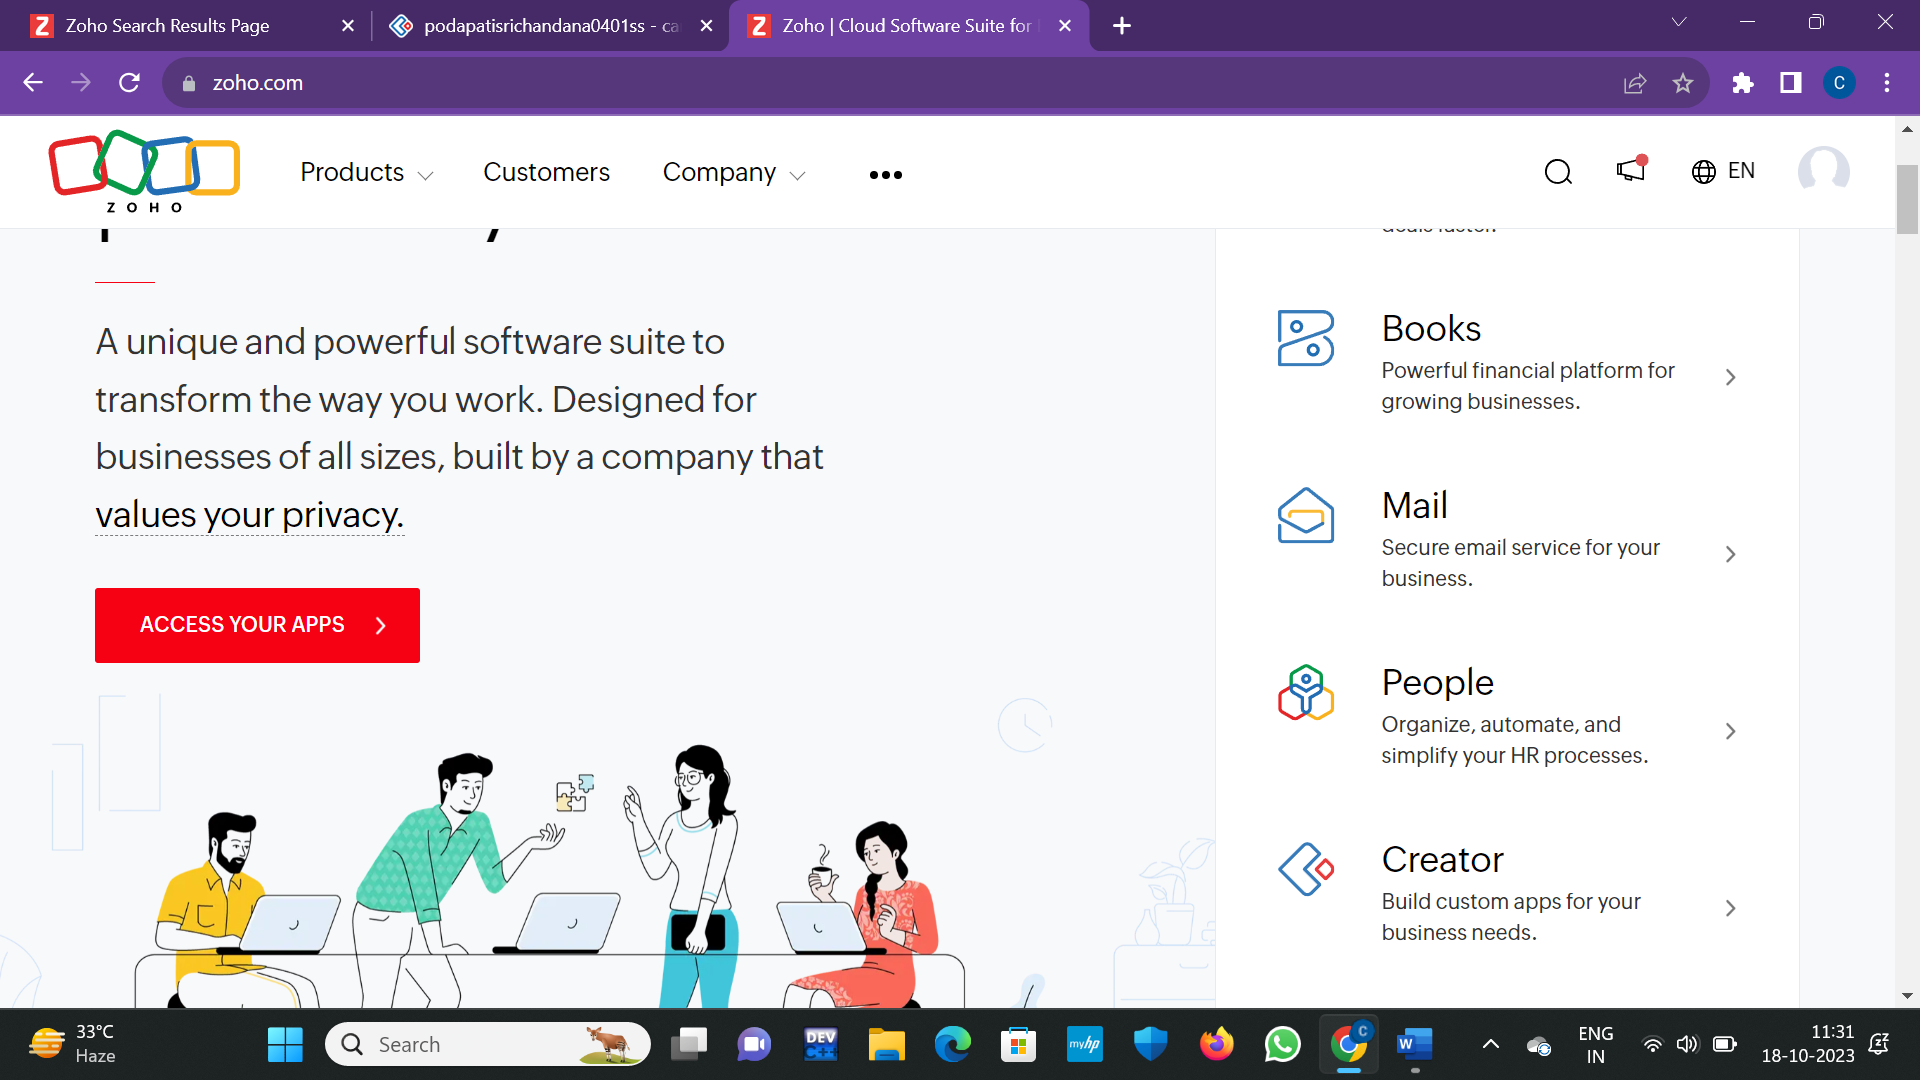 Zoho Search Results Page
podapatisrichandana0401ss - ca
Zoho | Cloud Software Suite for
zoho.com
C
ZOHO
Products
Customers
Company
EN
A unique and powerful software suite to
transform the way you work. Designed for
businesses of all sizes, built by a company that
values your privacy.
ACCESS YOUR APPS
Books
Powerful financial platform for
growing businesses.
Mail
Secure email service for your
business.
People
Organize, automate, and
simplify your HR processes.
Creator
Build custom apps for your
business needs.
33°C
Haze
Search
DEV
C++
myhp
C
W
ENG
IN
11:31
18-10-2023